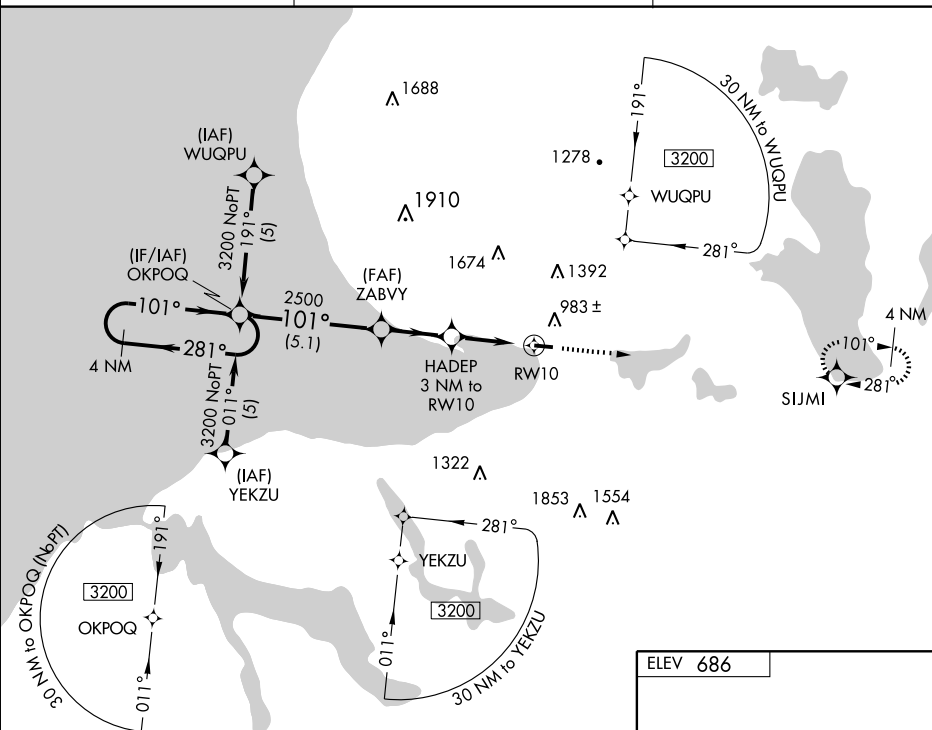 1688
(IAF)
WUQPU
3200 NoPT
191°
(5)
1910
1278
191°
30 NM to WUQPU
3200
WUQPU
281°
(IF/IAF)
OKPOQ
1674
1392
983 ±
(FAF)
ZABVY
2500
101°
(5.1)
101°
281°
4 NM
HADEP
3 NM to
RW10
RW10
4 NM
101°
281°
SIJMI
3200 NoPT
011°
(5)
(IAF)
YEKZU
1322
1853
1554
30 NM to OKPOQ (NoPT)
191°
3200
OKPOQ
011°
281°
YEKZU
3200
011°
30 NM to YEKZU
ELEV 686